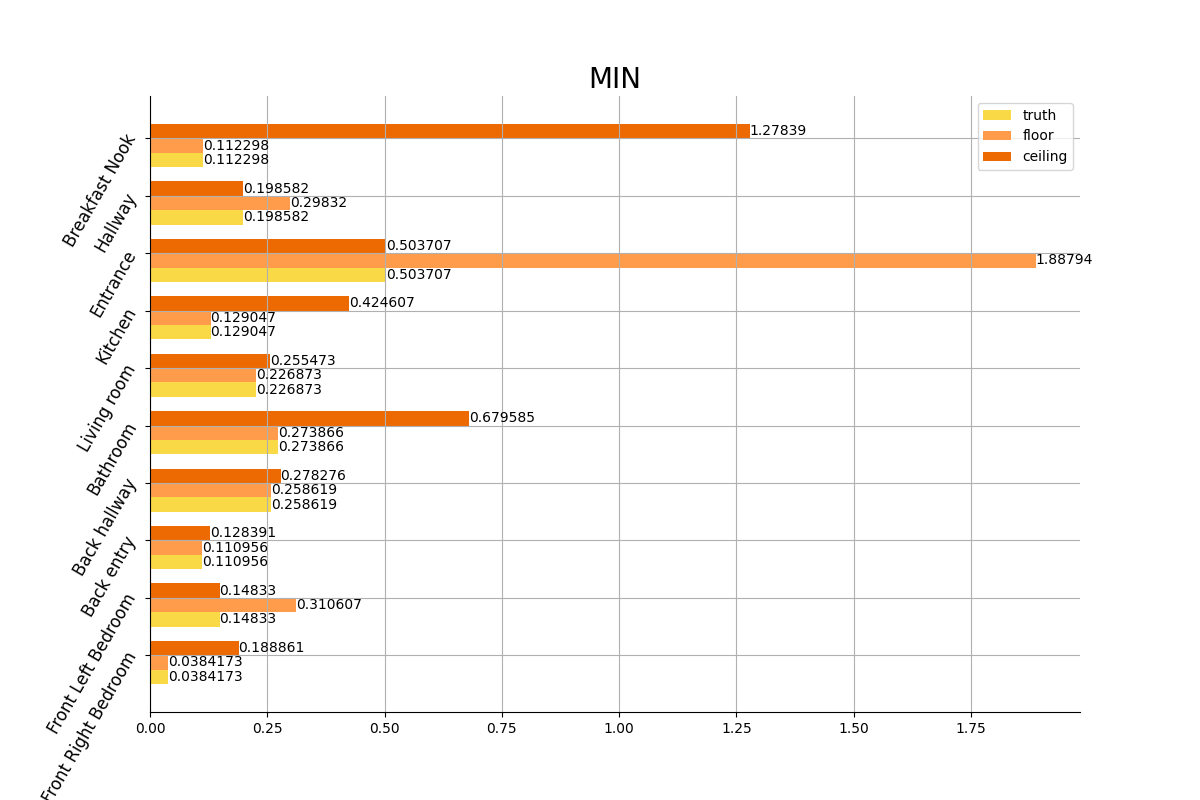 MIN
truth
floor
ceiling
Breakfast Nook
1.27839
0.112298
0.112298
Hallway
0.198582
0.29832
0.198582
Entrance
0.503707
1.88794
0.503707
Kitchen
0.424607
0.129047
0.129047
Living room
0.255473
0.226873
0.226873
Bathroom
0.679585
0.273866
0.273866
Back hallway
0.278276
0.258619
0.258619
Back entry
0.128391
0.110956
0.110956
Front Left Bedroom
0.14833
0.310607
0.14833
Front Right Bedroom
0.188861
0.0384173
0.0384173
0.00 0.25 0.50 0.75 1.00 1.25 1.50 1.75